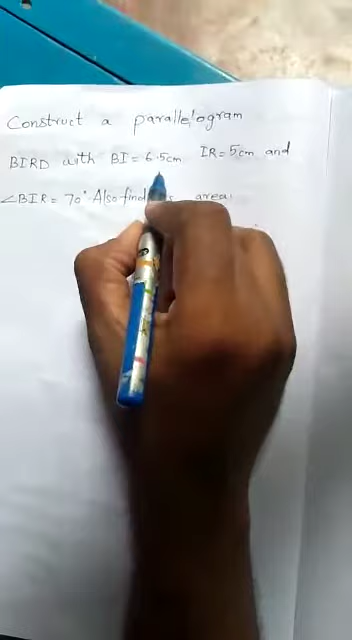 Construct a parallelogram
BIRD with BI = 6.5cm IR = 5cm and
∠BIR = 70° Also find area.